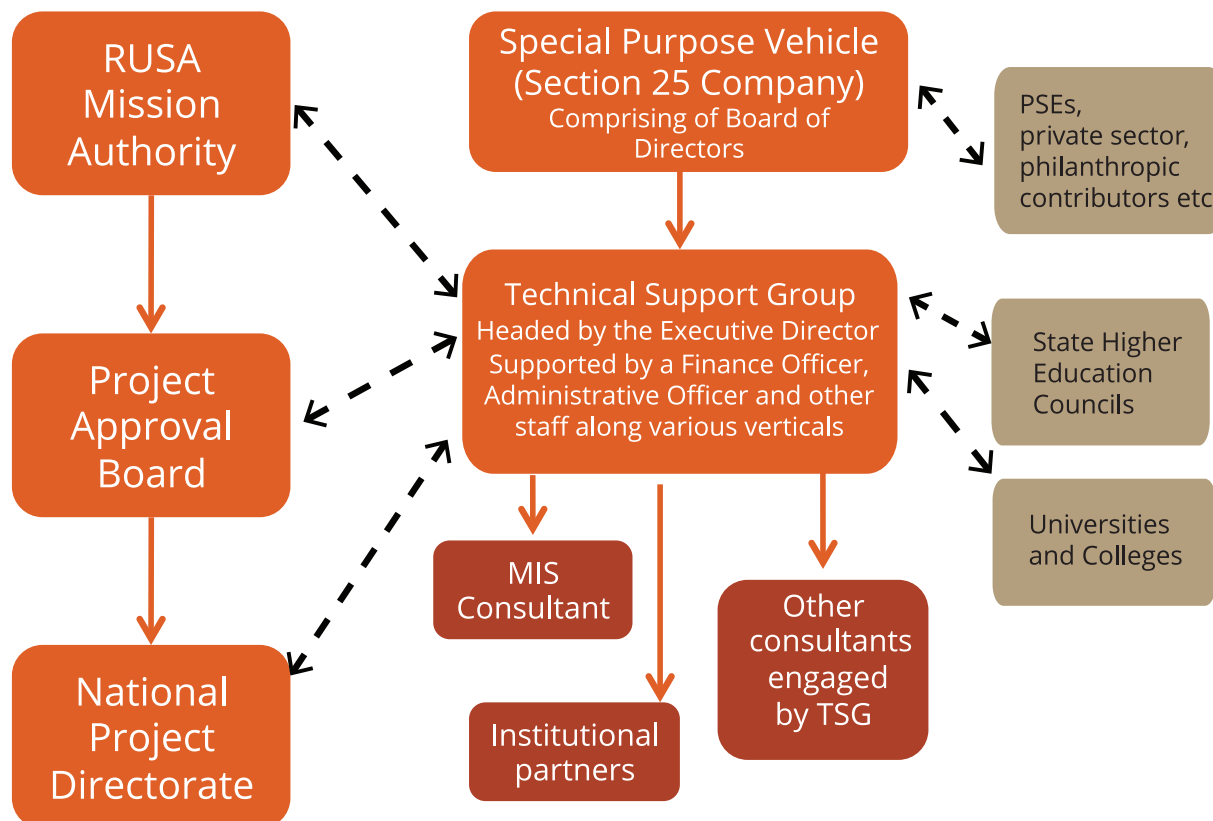 RUSA
Mission
Authority
Special Purpose Vehicle
(Section 25 Company)
Comprising of Board of
Directors
PSEs,
private sector,
philanthropic
contributors etc
Technical Support Group
Headed by the Executive Director
Supported by a Finance Officer,
Administrative Officer and other
staff along various verticals
State Higher
Education
Councils
Project
Approval
Board
Universities
and Colleges
MIS
Consultant
Other
consultants
engaged
by TSG
National
Project
Directorate
Institutional
partners